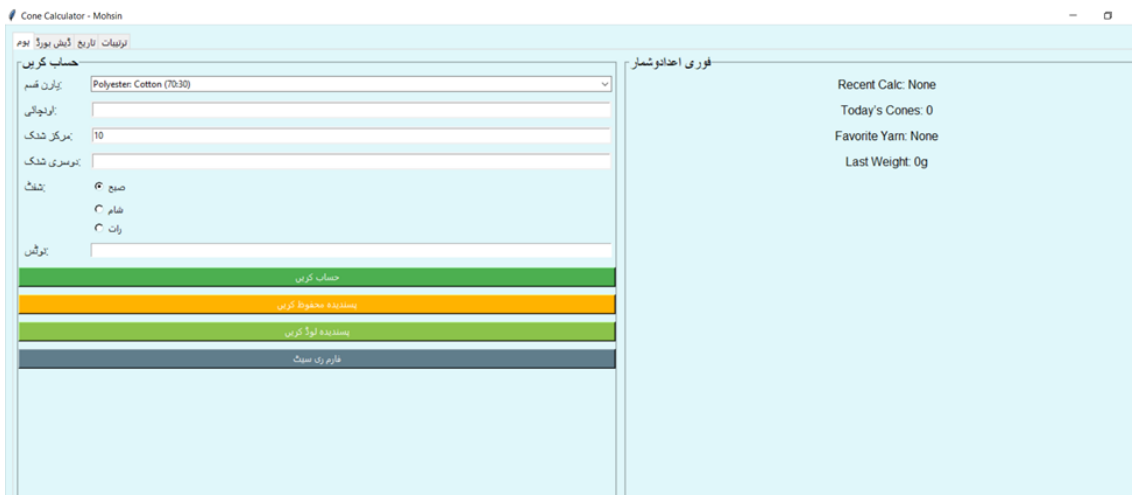 Cone Calculator - Mohsin
ہوم ڈیش بورڈ تاریخ ترتیبات
حساب کریں
یارن قسم:
Polyester: Cotton (70:30)
اونچائی:
مرکز شنک:
10
دوسری شنک:
شفٹ:
صبح
شام
رات
نوٹس:
حساب کریں
پسندیدہ محفوظ کریں
پسندیدہ لوڈ کریں
فارم ری سیٹ
فوری اعدادوشمار
Recent Calc: None
Today's Cones: 0
Favorite Yarn: None
Last Weight: 0g